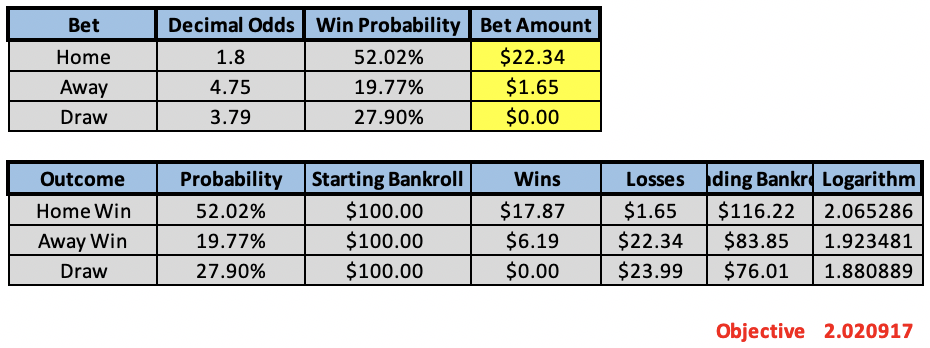 Bet Decimal Odds Win Probability Bet Amount
Home 1.8 52.02% $22.34
Away 4.75 19.77% $1.65
Draw 3.79 27.90% $0.00
Outcome Probability Starting Bankroll Wins Losses Logarithm
Home Win 52.02% $100.00 $17.87 $1.65 $116.22 2.065286
Away Win 19.77% $100.00 $6.19 $22.34 $83.85 1.923481
Draw 27.90% $100.00 $0.00 $23.99 $76.01 1.880889
Objective 2.020917